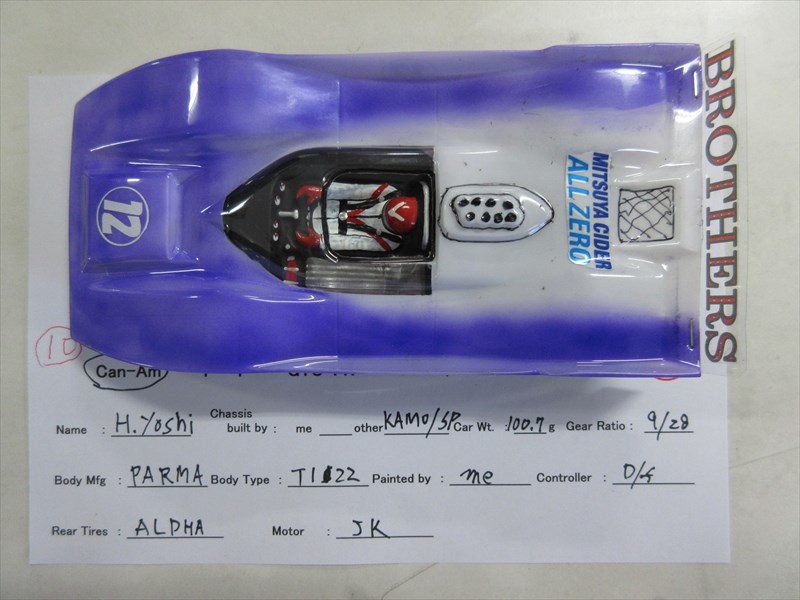 12
MITSUYA CIDER
ALL ZERO
BROTHERS
10
Can-Am
Name : H. Yoshi Chassis built by : me ___ other KAMO/SP Car Wt. : 100.7 g Gear Ratio : 9/28
Body Mfg : PARMA Body Type : T122 Painted by : me Controller : D/S
Rear Tires : ALPHA Motor : JK